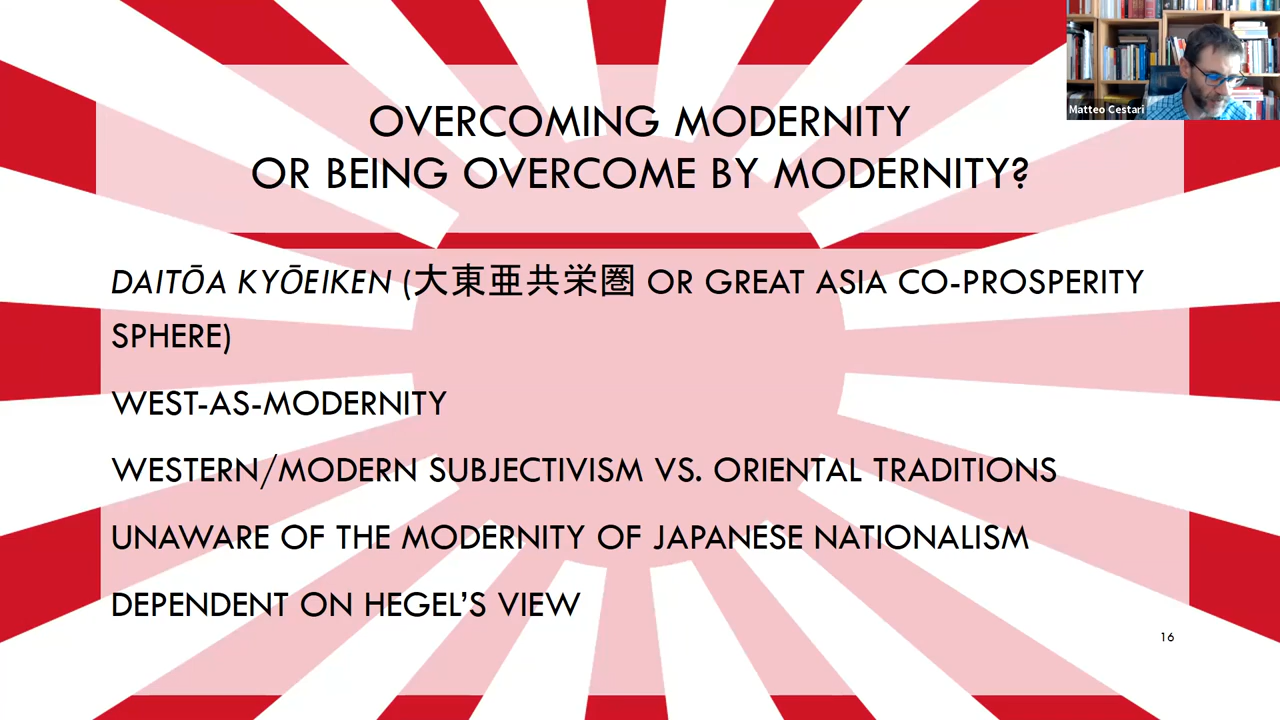 Matteo Cestari
OVERCOMING MODERNITY
OR BEING OVERCOME BY MODERNITY?
DAITŌA KYŌEIKEN (大東亜共栄圏 OR GREAT ASIA CO-PROSPERITY
SPHERE)
WEST-AS-MODERNITY
WESTERN/MODERN SUBJECTIVISM VS. ORIENTAL TRADITIONS
UNAWARE OF THE MODERNITY OF JAPANESE NATIONALISM
DEPENDENT ON HEGEL’S VIEW
16